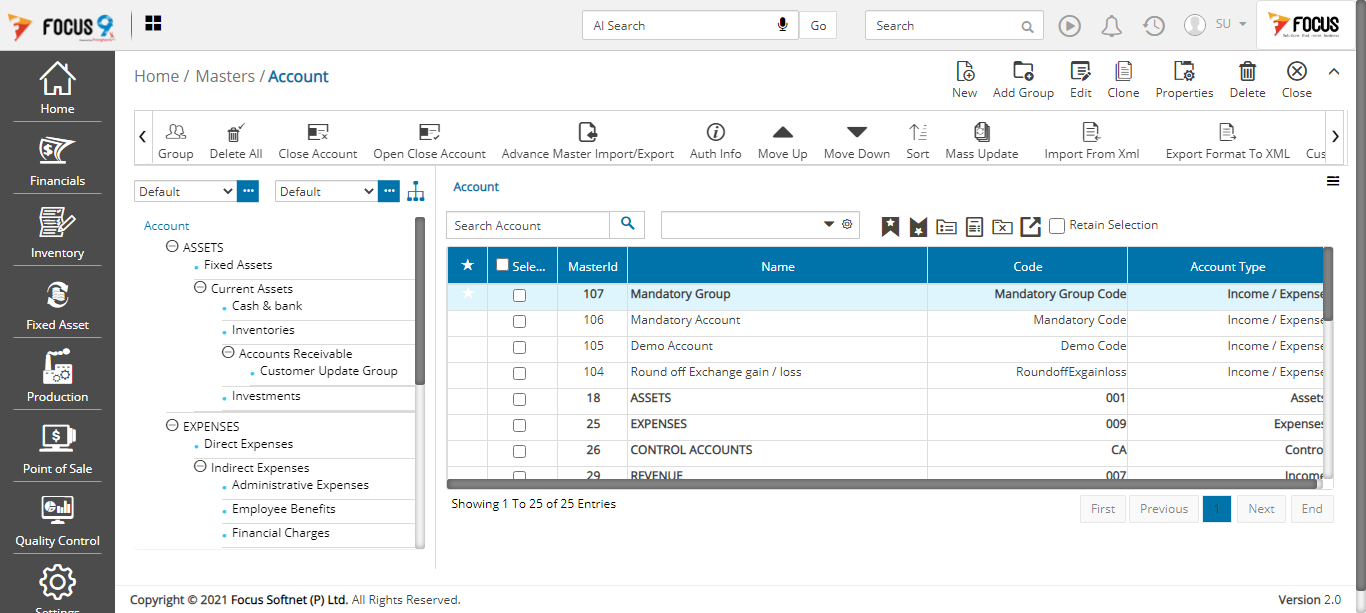 FOCUS 9
AI Search
Go
Search
SU
FOCUS
Home / Masters / Account
New
Add Group
Edit
Clone
Properties
Delete
Close
Group
Delete All
Close Account
Open Close Account
Advance Master Import/Export
Auth Info
Move Up
Move Down
Sort
Mass Update
Import From Xml
Export Format To XML
Cus
Home
Financials
Inventory
Fixed Asset
Production
Point of Sale
Quality Control
Settings
Default
Default
Account
ASSETS
Fixed Assets
Current Assets
Cash & bank
Inventories
Accounts Receivable
Customer Update Group
Investments
EXPENSES
Direct Expenses
Indirect Expenses
Administrative Expenses
Employee Benefits
Financial Charges
Account
Search Account
Retain Selection
Sele... MasterId Name Code Account Type
107 Mandatory Group Mandatory Group Code Income / Expense
106 Mandatory Account Mandatory Code Income / Expense
105 Demo Account Demo Code Income / Expense
104 Round off Exchange gain / loss RoundoffExgainloss Income / Expense
18 ASSETS 001 Assets
25 EXPENSES 009 Expenses
26 CONTROL ACCOUNTS CA Contro
29 REVENUE 007 Income
Showing 1 To 25 of 25 Entries
First
Previous
1
Next
End
Copyright © 2021 Focus Softnet (P) Ltd. All Rights Reserved.
Version 2.0